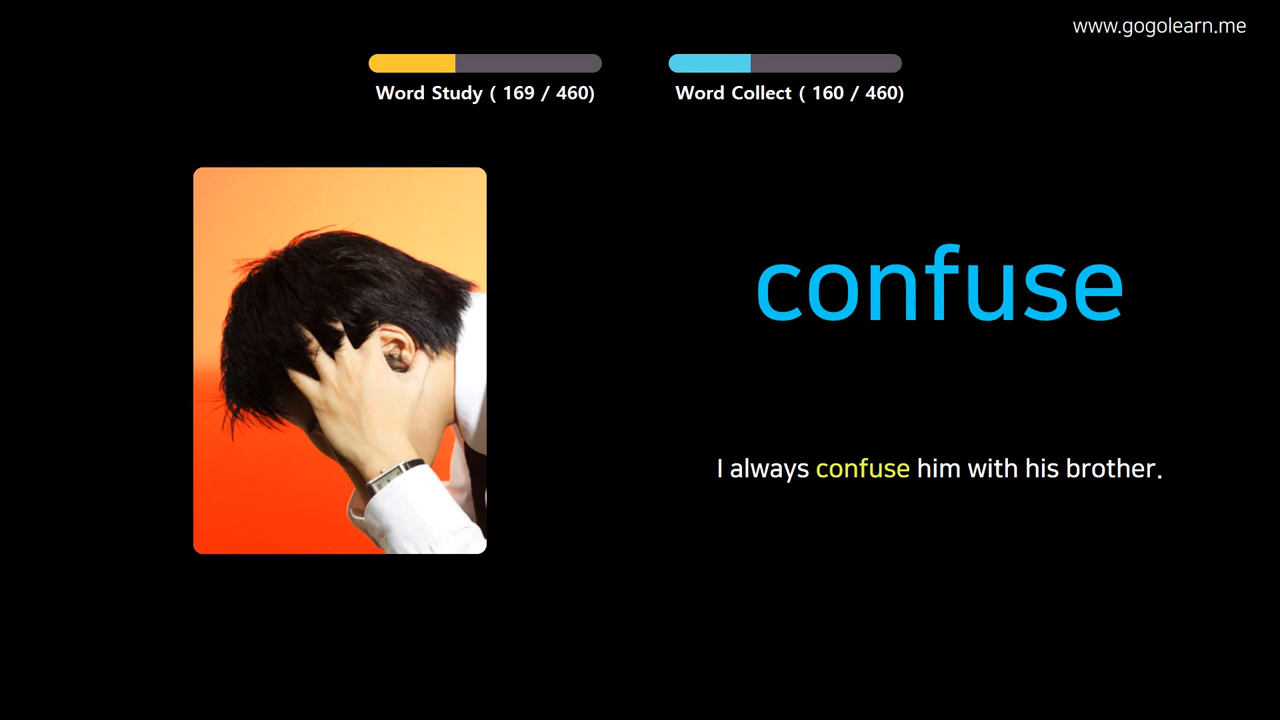 www.gogolearn.me
Word Study ( 169 / 460)
Word Collect ( 160 / 460)
confuse
I always confuse him with his brother.